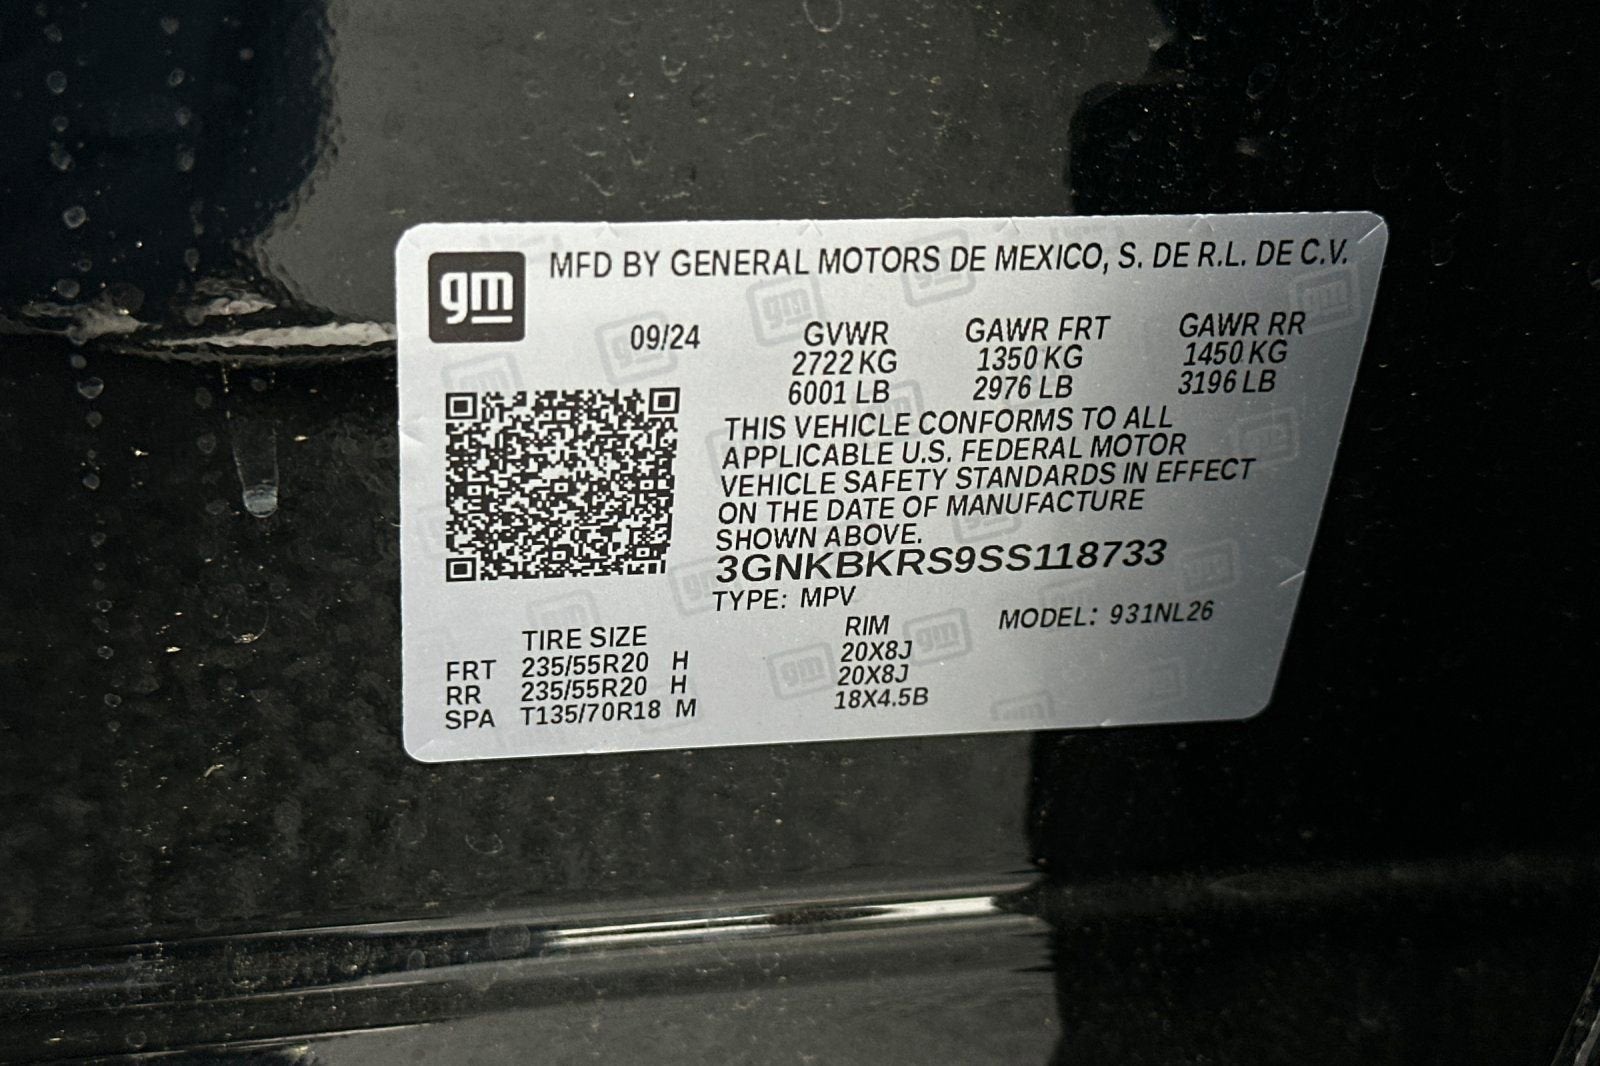 gm
MFD BY GENERAL MOTORS DE MEXICO, S. DE R.L. DE C.V.
09/24 GVWR GAWR FRT GAWR RR
2722 KG 1350 KG 1450 KG
6001 LB 2976 LB 3196 LB
THIS VEHICLE CONFORMS TO ALL
APPLICABLE U.S. FEDERAL MOTOR
VEHICLE SAFETY STANDARDS IN EFFECT
ON THE DATE OF MANUFACTURE
SHOWN ABOVE.
3GNKBKRS9SS118733
TYPE: MPV
MODEL: 931NL26
TIRE SIZE RIM
FRT 235/55R20 H 20X8J
RR 235/55R20 H 20X8J
SPA T135/70R18 M 18X4.5B